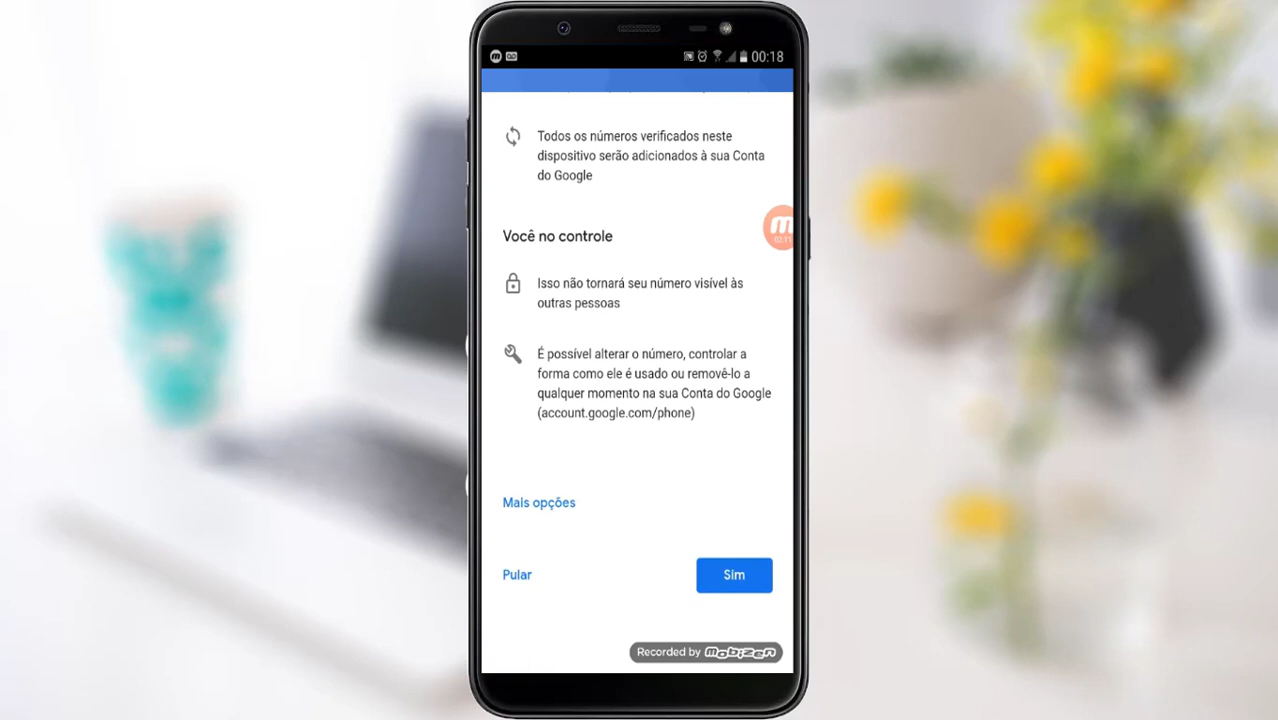 00:18
Todos os números verificados neste
dispositivo serão adicionados à sua Conta
do Google
Você no controle
Isso não tornará seu número visível às
outras pessoas
É possível alterar o número, controlar a
forma como ele é usado ou removê-lo a
qualquer momento na sua Conta do Google
(account.google.com/phone)
Mais opções
Pular
Sim
Recorded by mobizen